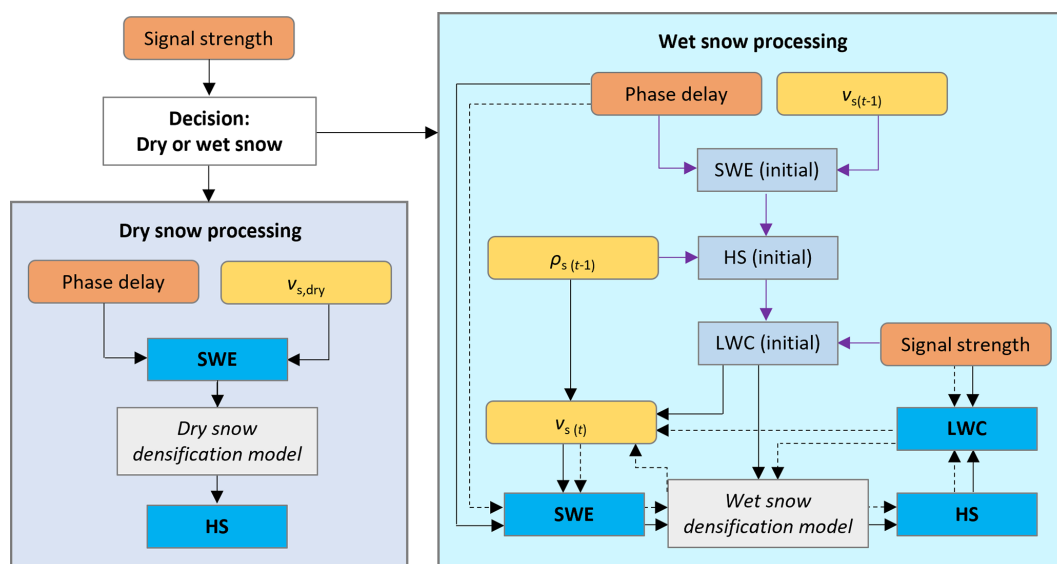 Signal strength
Decision:
Dry or wet snow
Dry snow processing
Phase delay
vs,dry
SWE
Dry snow
densification model
HS
Wet snow processing
Phase delay
vs(t-1)
SWE (initial)
ρs (t-1)
HS (initial)
LWC (initial)
Signal strength
vs (t)
LWC
SWE
Wet snow
densification model
HS